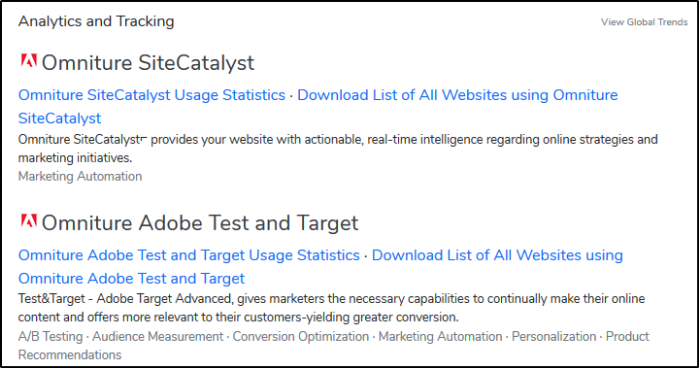 Analytics and Tracking
View Global Trends
Omniture SiteCatalyst
Omniture SiteCatalyst Usage Statistics · Download List of All Websites using Omniture
SiteCatalyst
Omniture SiteCatalyst¬ provides your website with actionable, real-time intelligence regarding online strategies and
marketing initiatives.
Marketing Automation
Omniture Adobe Test and Target
Omniture Adobe Test and Target Usage Statistics · Download List of All Websites using
Omniture Adobe Test and Target
Test&Target - Adobe Target Advanced, gives marketers the necessary capabilities to continually make their online
content and offers more relevant to their customers-yielding greater conversion.
A/B Testing · Audience Measurement · Conversion Optimization · Marketing Automation · Personalization · Product
Recommendations